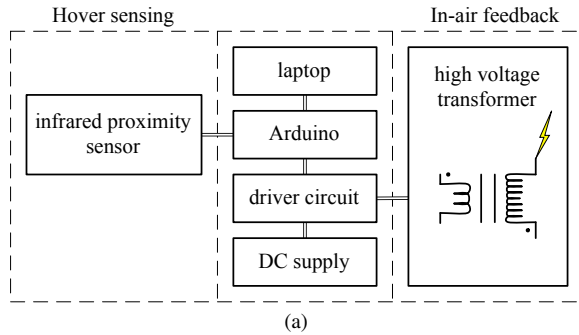 Hover sensing
In-air feedback
infrared proximity
sensor
laptop
Arduino
driver circuit
DC supply
high voltage
transformer
(a)